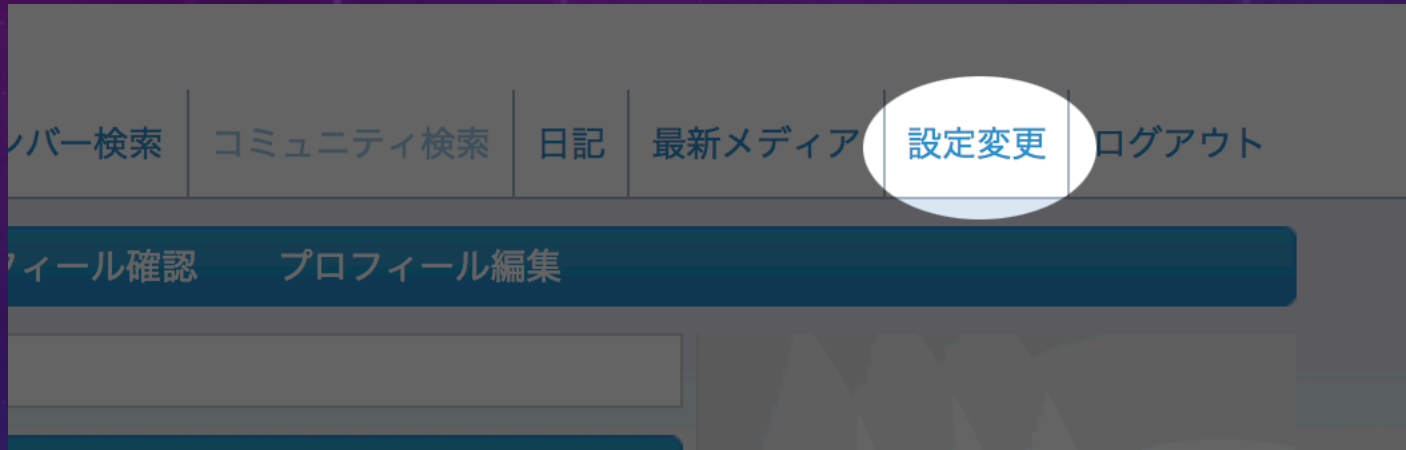 ンバー検索 コミュニティ検索 日記 最新メディア 設定変更 ログアウト
フィール確認 プロフィール編集